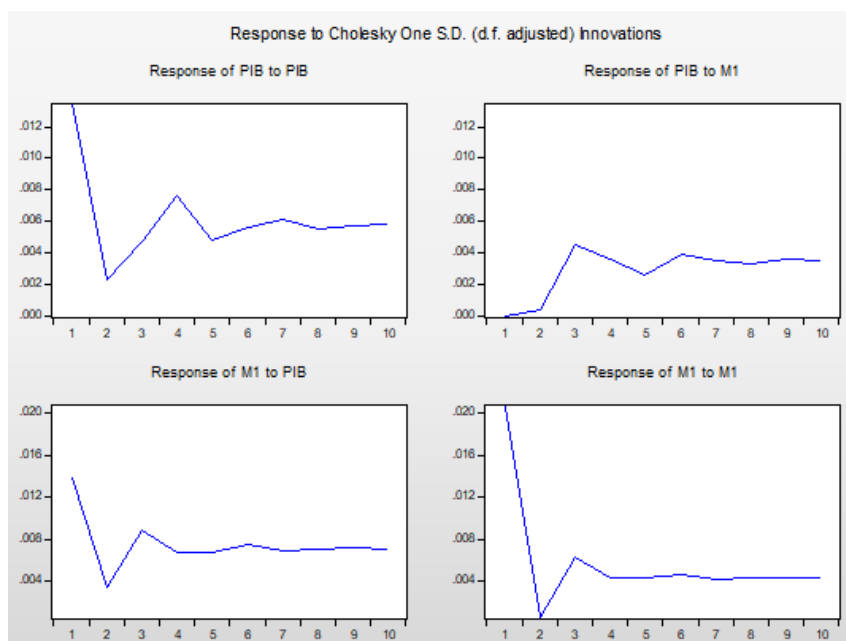 Response to Cholesky One S.D. (d.f. adjusted) Innovations
Response of PIB to PIB
.012
.010
.008
.006
.004
.002
.000
1 2 3 4 5 6 7 8 9 10
Response of PIB to M1
.012
.010
.008
.006
.004
.002
.000
1 2 3 4 5 6 7 8 9 10
Response of M1 to PIB
.020
.016
.012
.008
.004
1 2 3 4 5 6 7 8 9 10
Response of M1 to M1
.020
.016
.012
.008
.004
1 2 3 4 5 6 7 8 9 10